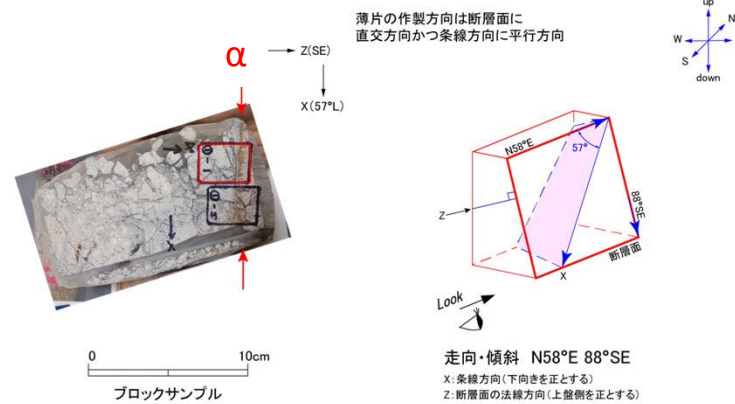 薄片の作製方向は断層面に
直交方向かつ条線方向に平行方向
up
N
W
S
down
α
Z(SE)
X(57°L)
①-1
①-5
X
N58°E
57°
88°SE
Z
X
断層面
Look
0
10cm
ブロックサンプル
走向・傾斜 N58°E 88°SE
X:条線方向(下向きを正とする)
Z:断層面の法線方向(上盤側を正とする)